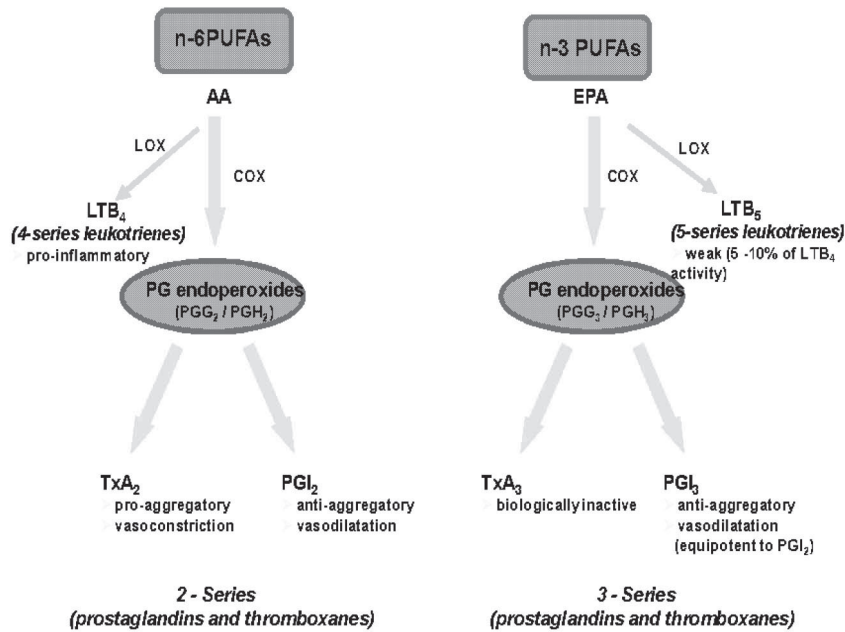 n-6PUFAs
AA
LOX
COX
LTB₄
(4-series leukotrienes)
pro-inflammatory
PG endoperoxides
(PGG₂ / PGH₂)
TxA₂
pro-aggregatory
vasoconstriction
PGI₂
anti-aggregatory
vasodilatation
2 - Series
(prostaglandins and thromboxanes)
n-3 PUFAs
EPA
LOX
COX
LTB₅
(5-series leukotrienes)
weak (5 -10% of LTB₄
activity)
PG endoperoxides
(PGG₃ / PGH₃)
TxA₃
biologically inactive
PGI₃
anti-aggregatory
vasodilatation
(equipotent to PGI₂)
3 - Series
(prostaglandins and thromboxanes)